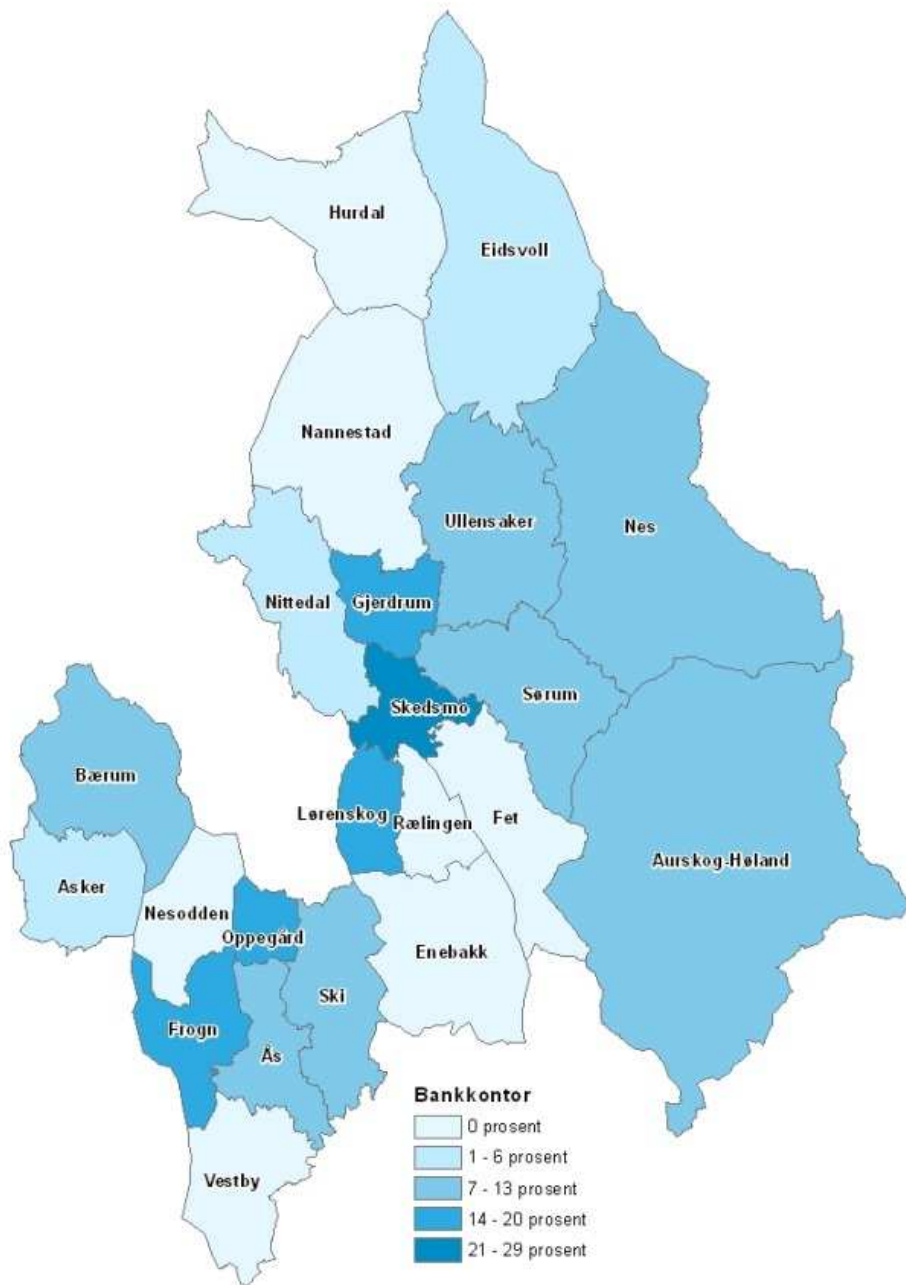 Hurdal
Eidsvoll
Nannestad
Ullensaker
Nes
Nittedal
Gjerdrum
Skedsmo
Sørum
Bærum
Lørenskog
Rælingen
Fet
Aurskog-Høland
Asker
Nesodden
Oppegård
Enebakk
Ski
Frogn
Ås
Vestby
Bankkontor
0 prosent
1 - 6 prosent
7 - 13 prosent
14 - 20 prosent
21 - 29 prosent